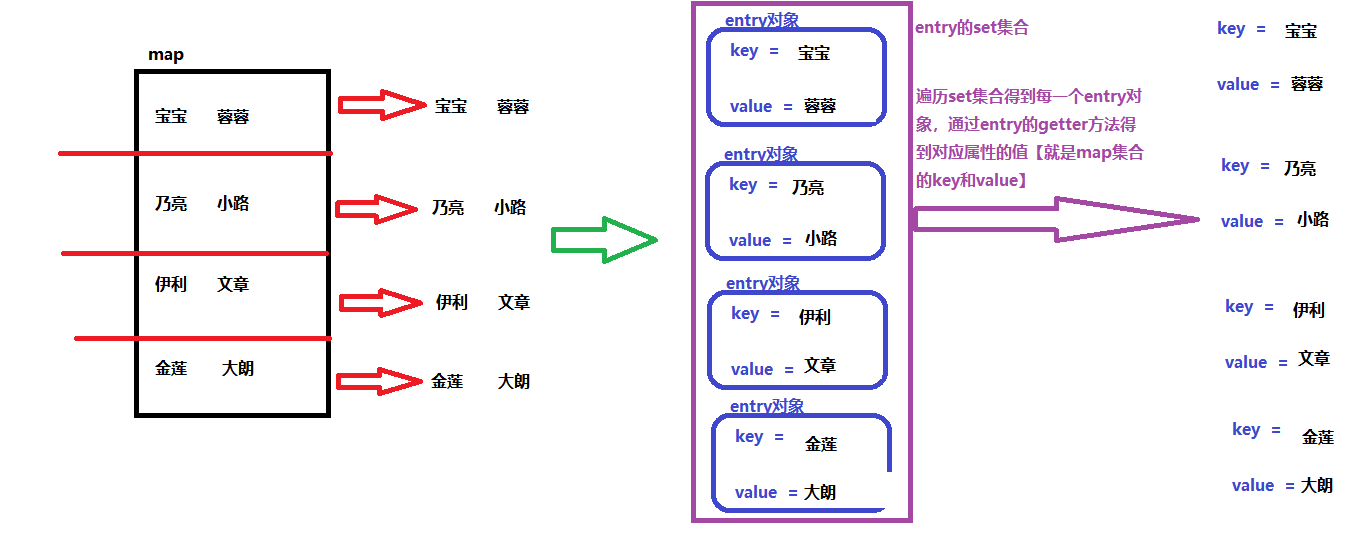 map
宝宝 蓉蓉
乃亮 小路
伊利 文章
金莲 大朗
宝宝 蓉蓉
乃亮 小路
伊利 文章
金莲 大朗
entry对象
key = 宝宝
value = 蓉蓉
entry对象
key = 乃亮
value = 小路
entry对象
key = 伊利
value = 文章
entry对象
key = 金莲
value = 大朗
entry的set集合
遍历set集合得到每一个entry对
象，通过entry的getter方法得
到对应属性的值【就是map集合
的key和value】
key = 宝宝
value = 蓉蓉
key = 乃亮
value = 小路
key = 伊利
value = 文章
key = 金莲
value = 大朗